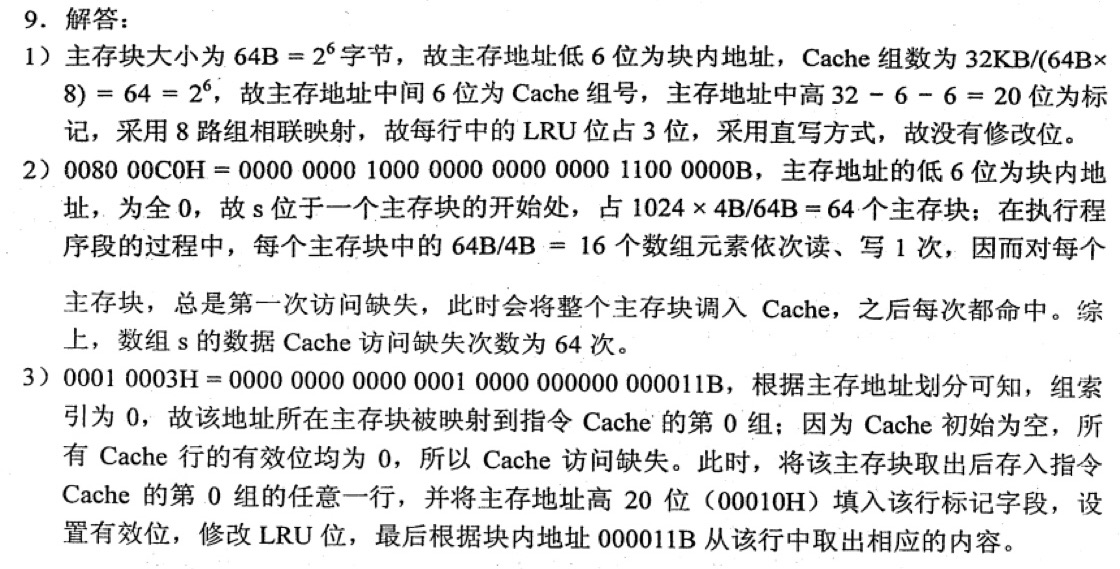 9．解答：
1）主存块大小为 64B = 2⁶ 字节，故主存地址低 6 位为块内地址，Cache 组数为 32KB/(64B×
8) = 64 = 2⁶，故主存地址中间 6 位为 Cache 组号，主存地址中高 32 − 6 − 6 = 20 位为标
记，采用 8 路组相联映射，故每行中的 LRU 位占 3 位，采用直写方式，故没有修改位。
2）0080 00C0H = 0000 0000 1000 0000 0000 0000 1100 0000B，主存地址的低 6 位为块内地
址，为全 0，故 s 位于一个主存块的开始处，占 1024 × 4B/64B = 64 个主存块；在执行程
序段的过程中，每个主存块中的 64B/4B = 16 个数组元素依次读、写 1 次，因而对每个
主存块，总是第一次访问缺失，此时会将整个主存块调入 Cache，之后每次都命中。综
上，数组 s 的数据 Cache 访问缺失次数为 64 次。
3）0001 0003H = 0000 0000 0000 0001 0000 000000 000011B，根据主存地址划分可知，组索
引为 0，故该地址所在主存块被映射到指令 Cache 的第 0 组；因为 Cache 初始为空，所
有 Cache 行的有效位均为 0，所以 Cache 访问缺失。此时，将该主存块取出后存入指令
Cache 的第 0 组的任意一行，并将主存地址高 20 位（00010H）填入该行标记字段，设
置有效位，修改 LRU 位，最后根据块内地址 000011B 从该行中取出相应的内容。